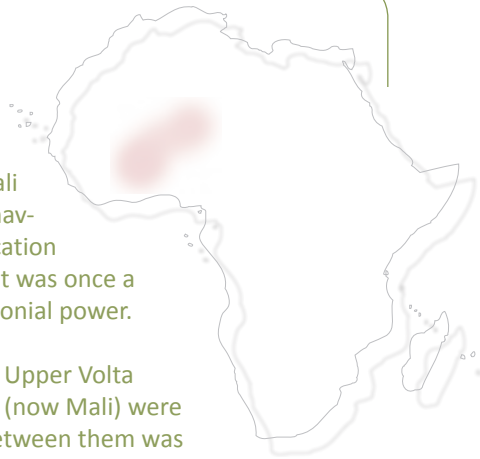 ali
nav-
cation
t was once a
onial power.
Upper Volta
(now Mali) were
etween them was